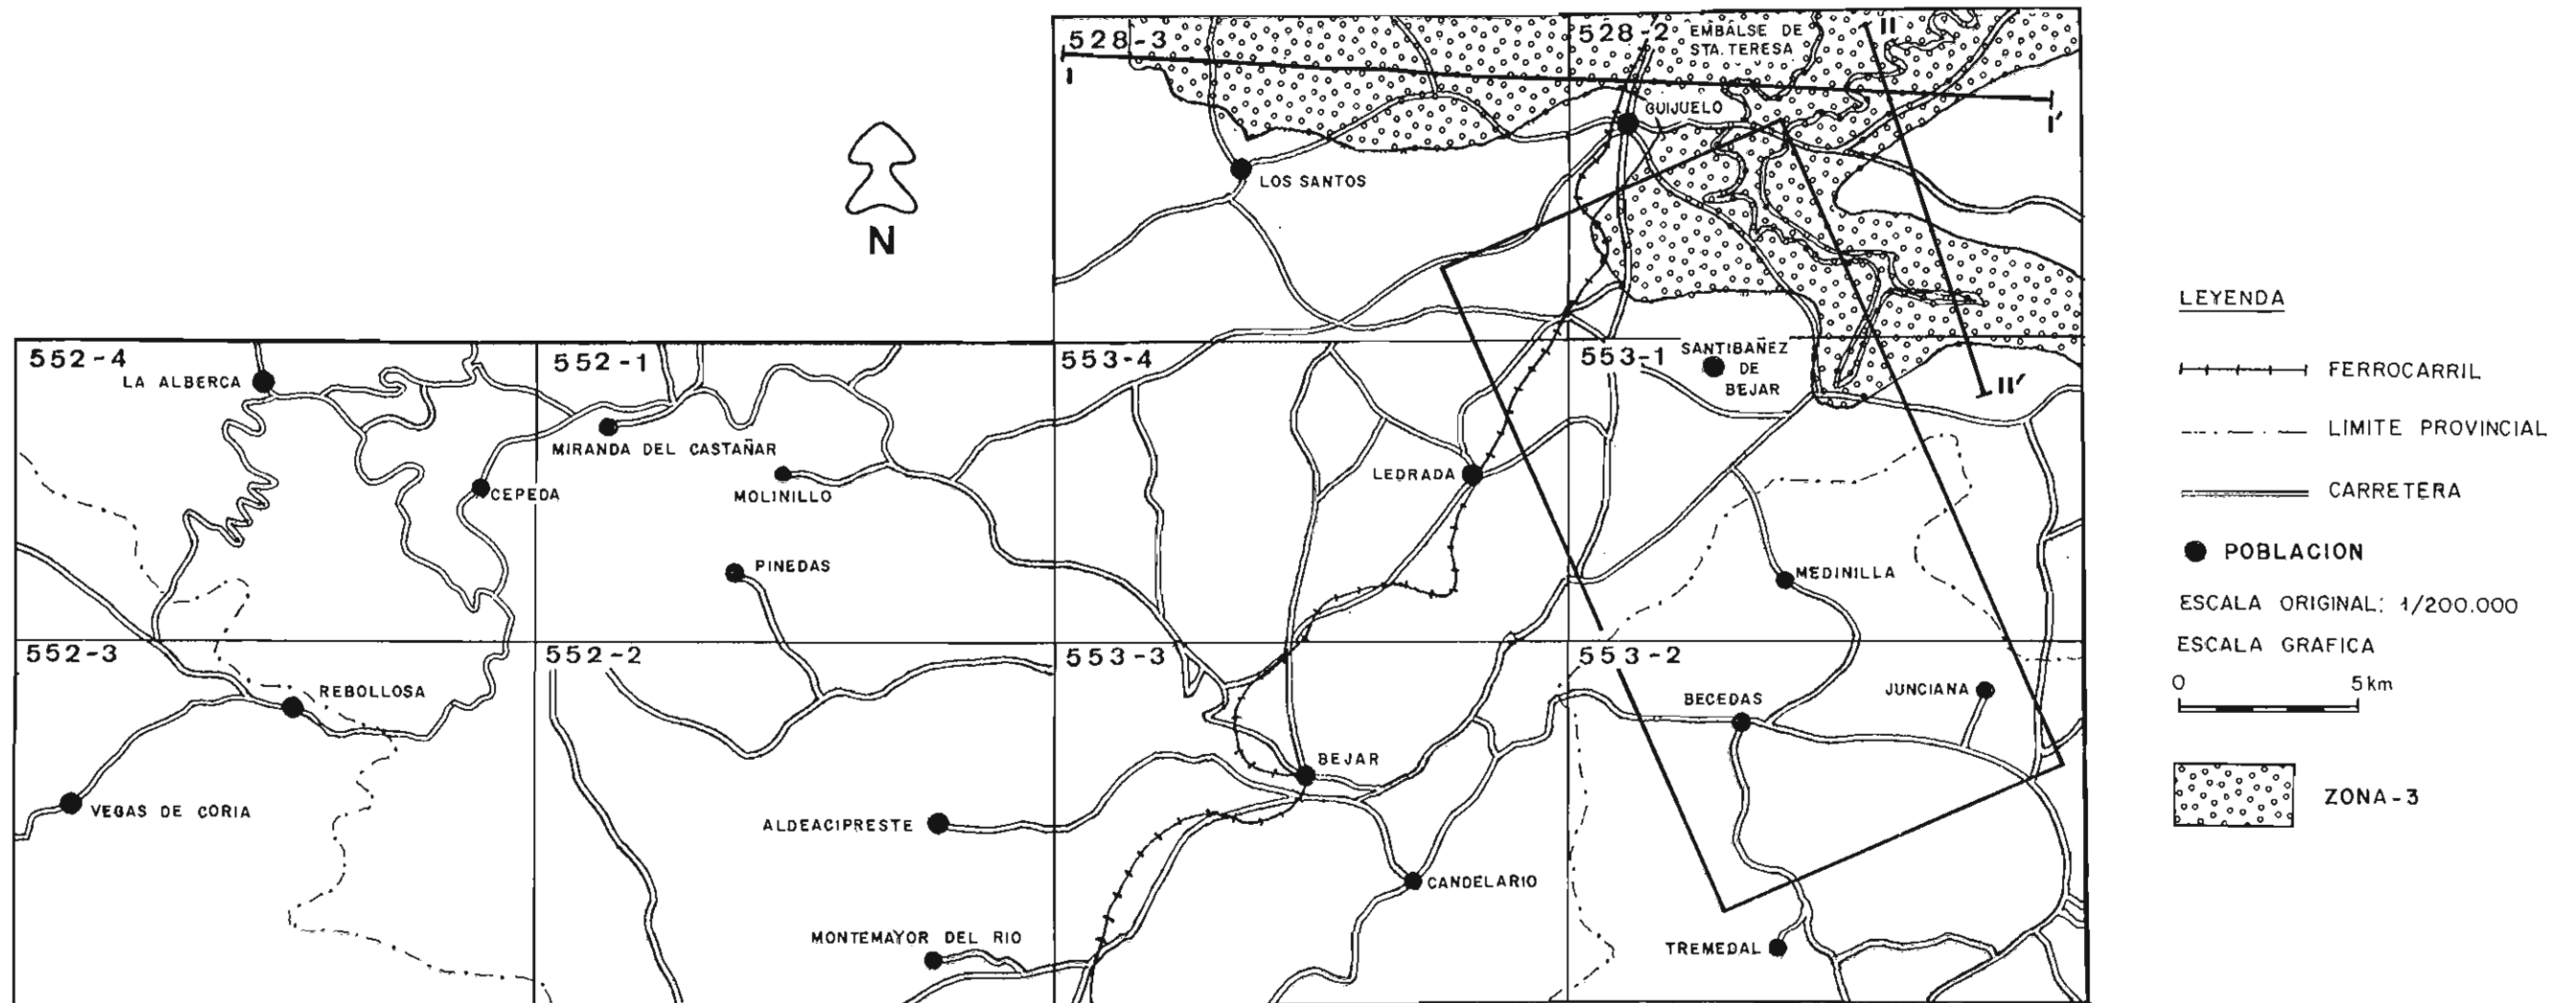 528-3
528-2
EMBALSE DE
STA. TERESA
II
I
GUIJUELO
I'
LOS SANTOS
N
LEYENDA
552-4
LA ALBERCA
552-1
553-4
553-1
SANTIBAÑEZ
DE
BEJAR
II'
FERROCARRIL
LIMITE PROVINCIAL
MIRANDA DEL CASTAÑAR
CEPEDA
MOLINILLO
LEDRADA
CARRETERA
PINEDAS
MEDINILLA
POBLACION
ESCALA ORIGINAL: 1/200.000
ESCALA GRAFICA
552-3
552-2
553-3
553-2
REBOLLOSA
BECEDAS
JUNCIANA
0 5 km
BEJAR
VEGAS DE CORIA
ALDEACIPRESTE
ZONA-3
CANDELARIO
MONTEMAYOR DEL RIO
TREMEDAL